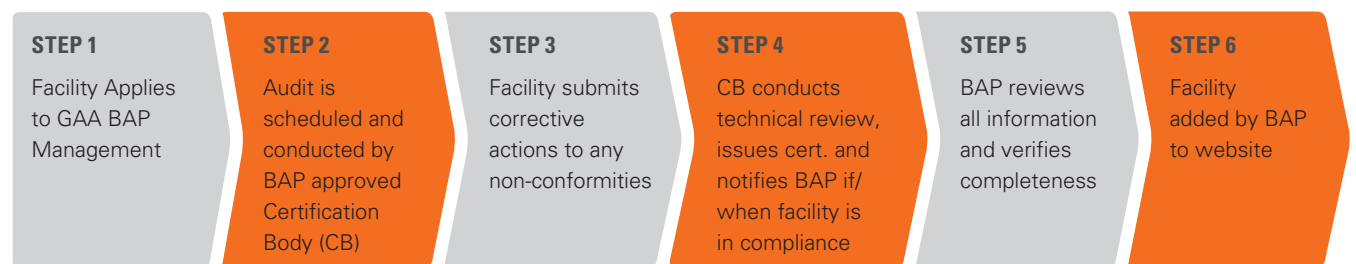 STEP 1
Facility Applies
to GAA BAP
Management
STEP 2
Audit is
scheduled and
conducted by
BAP approved
Certification
Body (CB)
STEP 3
Facility submits
corrective
actions to any
non-conformities
STEP 4
CB conducts
technical review,
issues cert. and
notifies BAP if/
when facility is
in compliance
STEP 5
BAP reviews
all information
and verifies
completeness
STEP 6
Facility
added by BAP
to website